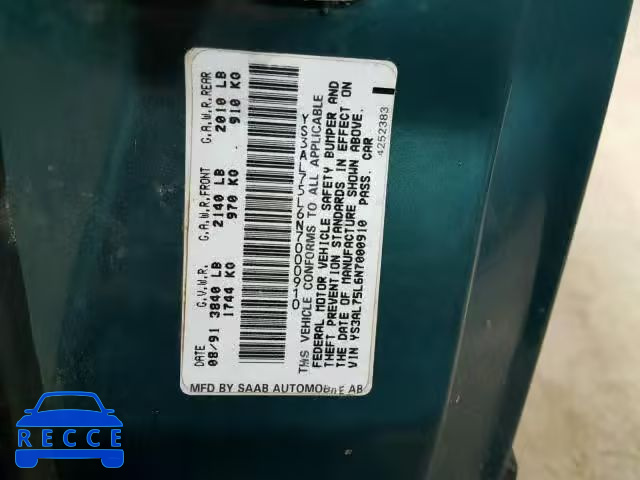 MFD BY SAAB AUTOMOBILE AB
DATE G.V.W.R. G.A.W.R.FRONT G.A.W.R.REAR
08/91 3840 LB 2140 LB 2010 LB
1744 KG 970 KG 910 KG
YS3AL75L6N7000910
THIS VEHICLE CONFORMS TO ALL APPLICABLE
FEDERAL MOTOR VEHICLE SAFETY BUMPER AND
THEFT PREVENTION STANDARDS IN EFFECT ON
THE DATE OF MANUFACTURE SHOWN ABOVE.
VIN YS3AL75L6N7000910 PASS. CAR
4252383
RECCE